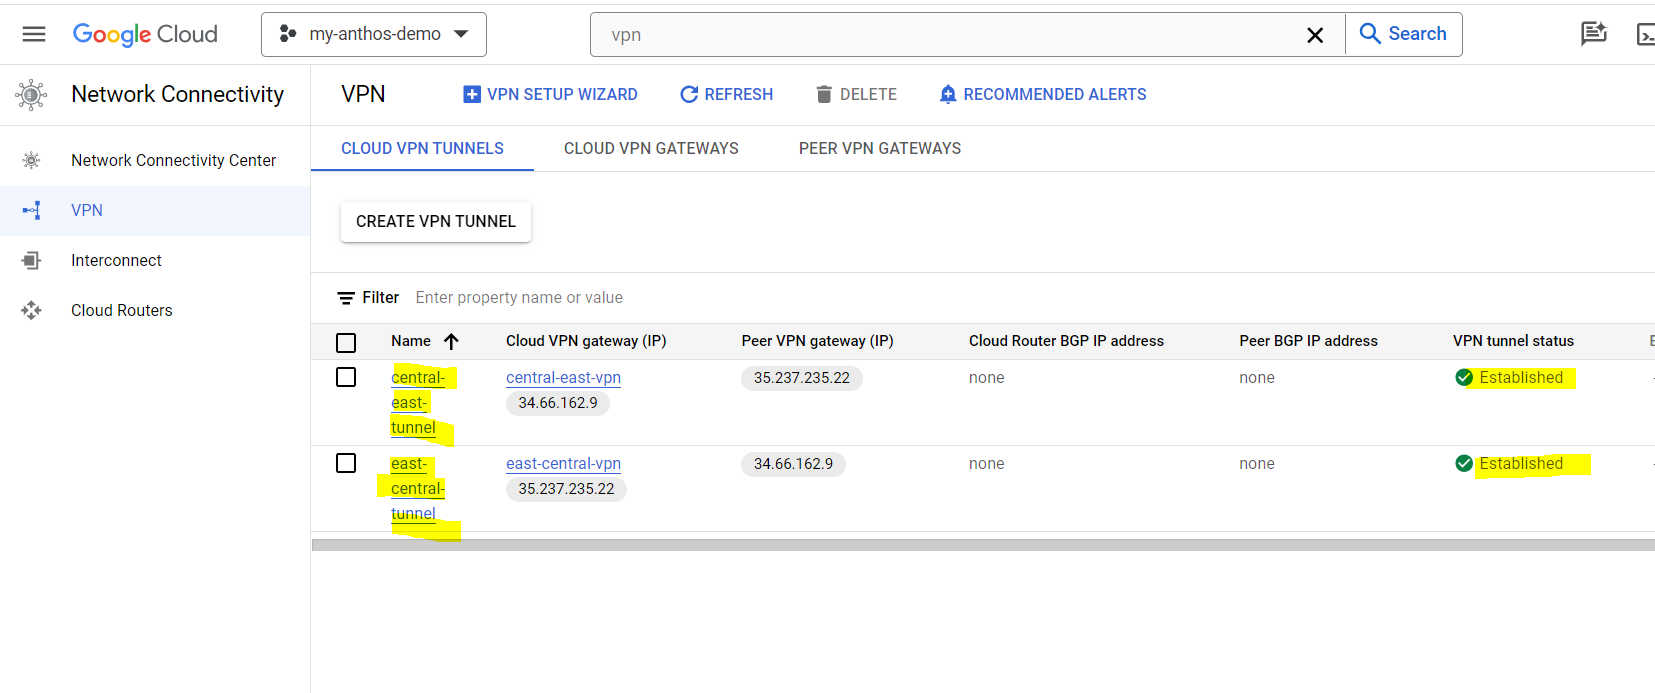 Google Cloud
my-anthos-demo
vpn
Search
Network Connectivity
VPN
VPN SETUP WIZARD
REFRESH
DELETE
RECOMMENDED ALERTS
Network Connectivity Center
VPN
Interconnect
Cloud Routers
CLOUD VPN TUNNELS
CLOUD VPN GATEWAYS
PEER VPN GATEWAYS
CREATE VPN TUNNEL
Filter Enter property name or value
Name Cloud VPN gateway (IP) Peer VPN gateway (IP) Cloud Router BGP IP address Peer BGP IP address VPN tunnel status
central- central-east-vpn 35.237.235.22 none none Established
east- 34.66.162.9
tunnel
east- east-central-vpn 34.66.162.9 none none Established
central- 35.237.235.22
tunnel